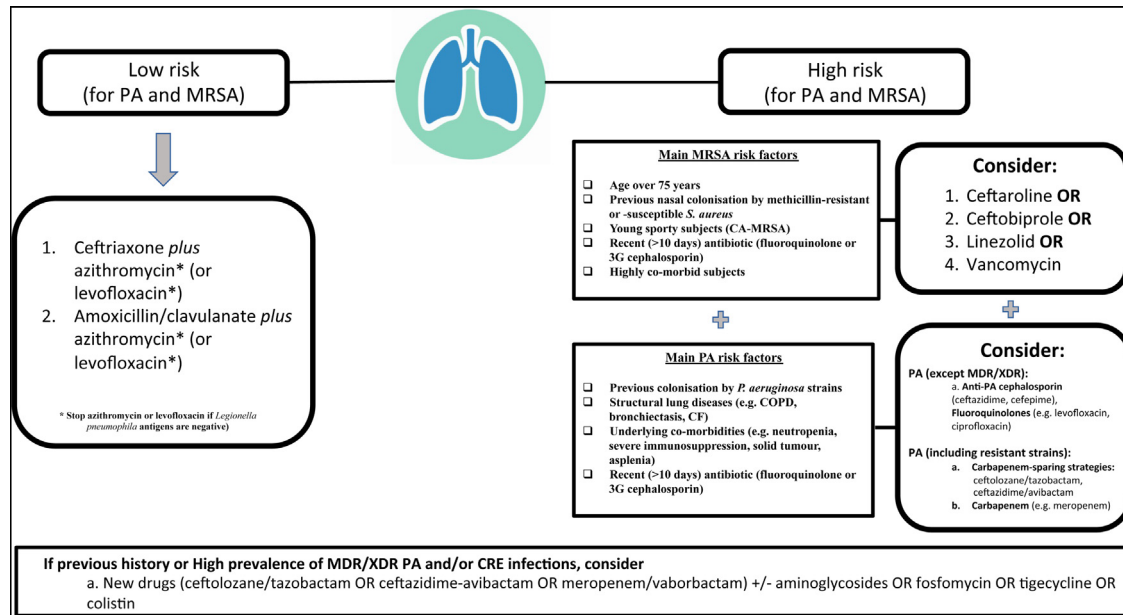 Low risk
(for PA and MRSA)
High risk
(for PA and MRSA)
1. Ceftriaxone plus
azithromycin* (or
levofloxacin*)
2. Amoxicillin/clavulanate plus
azithromycin* (or
levofloxacin*)
* Stop azithromycin or levofloxacin if Legionella
pneumophila antigens are negative)
Main MRSA risk factors
❑ Age over 75 years
❑ Previous nasal colonisation by methicillin-resistant
or -susceptible S. aureus
❑ Young sporty subjects (CA-MRSA)
❑ Recent (>10 days) antibiotic (fluoroquinolone or
3G cephalosporin)
❑ Highly co-morbid subjects
Consider:
1. Ceftaroline OR
2. Ceftobiprole OR
3. Linezolid OR
4. Vancomycin
Main PA risk factors
❑ Previous colonisation by P. aeruginosa strains
❑ Structural lung diseases (e.g. COPD,
bronchiectasis, CF)
❑ Underlying co-morbidities (e.g. neutropenia,
severe immunosuppression, solid tumour,
asplenia)
❑ Recent (>10 days) antibiotic (fluoroquinolone or
3G cephalosporin)
Consider:
PA (except MDR/XDR):
a. Anti-PA cephalosporin
(ceftazidime, cefepime),
Fluoroquinolones (e.g. levofloxacin,
ciprofloxacin)
PA (including resistant strains):
a. Carbapenem-sparing strategies:
ceftolozane/tazobactam,
ceftazidime/avibactam
b. Carbapenem (e.g. meropenem)
If previous history or High prevalence of MDR/XDR PA and/or CRE infections, consider
a. New drugs (ceftolozane/tazobactam OR ceftazidime-avibactam OR meropenem/vaborbactam) +/- aminoglycosides OR fosfomycin OR tigecycline OR
colistin